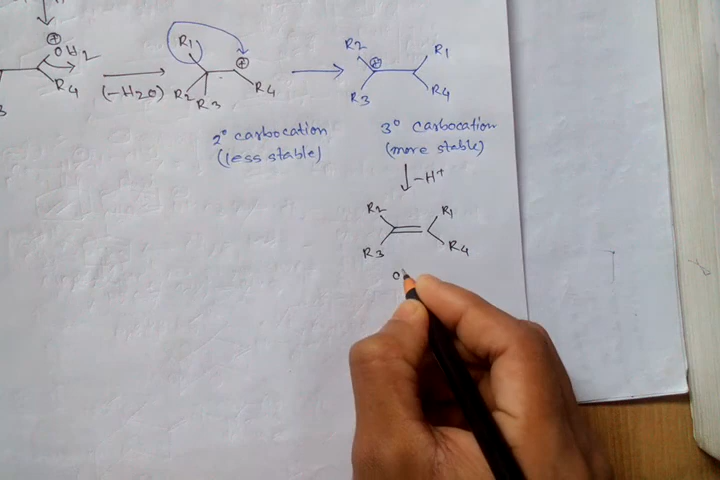 ⊕
OH2
R4
(-H2O)
R1
⊕
R2
R3
R4
R2
⊕
R1
R3
R4
2° carbocation
(less stable)
3° carbocation
(more stable)
-H+
R2
R1
R3
R4